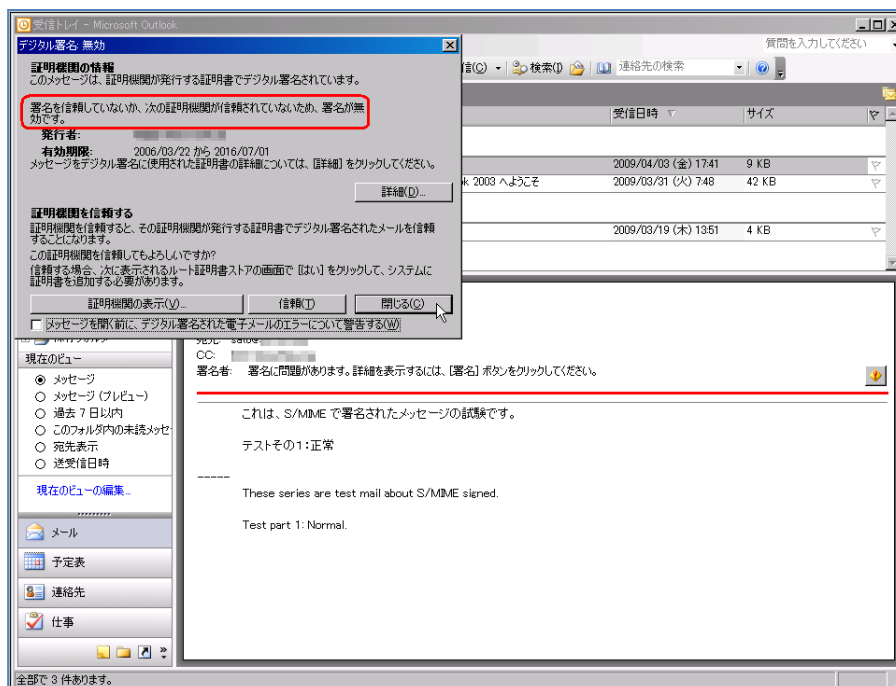 受信トレイ - Microsoft Outlook
デジタル署名: 無効
質問を入力してください
証明機関の情報
このメッセージは、証明機関が発行する証明書でデジタル署名されています。
信(C)
検索(I)
連絡先の検索
署名を信頼していないか、次の証明機関が信頼されていないため、署名が無
効です。
受信日時
サイズ
発行者:
有効期限: 2006/03/22 から 2016/07/01
メッセージをデジタル署名に使用された証明書の詳細については、[詳細] をクリックしてください。
2009/04/03 (金) 17:41 9 KB
k 2003 へようこそ 2009/03/31 (火) 7:48 42 KB
詳細(D)...
証明機関を信頼する
証明機関を信頼すると、その証明機関が発行する証明書でデジタル署名されたメールを信頼
することになります。
2009/03/19 (木) 13:51 4 KB
この証明機関を信頼してもよろしいですか?
信頼する場合、次に表示されるルート証明書ストアの画面で [はい] をクリックして、システムに
証明書を追加する必要があります。
証明機関の表示(V)... 信頼(T) 閉じる(C)
メッセージを開く前に、デジタル署名された電子メールのエラーについて警告する(W)
CC:
署名者: 署名に問題があります。詳細を表示するには、[署名] ボタンをクリックしてください。
現在のビュー
メッセージ
メッセージ (プレビュー)
過去 7 日以内
このフォルダ内の未読メッセ
宛先表示
送受信日時
現在のビューの編集...
これは、S/MIME で署名されたメッセージの試験です。
テストその1:正常
-----
These series are test mail about S/MIME signed.
Test part 1: Normal.
メール
予定表
連絡先
仕事
全部で 3 件あります。